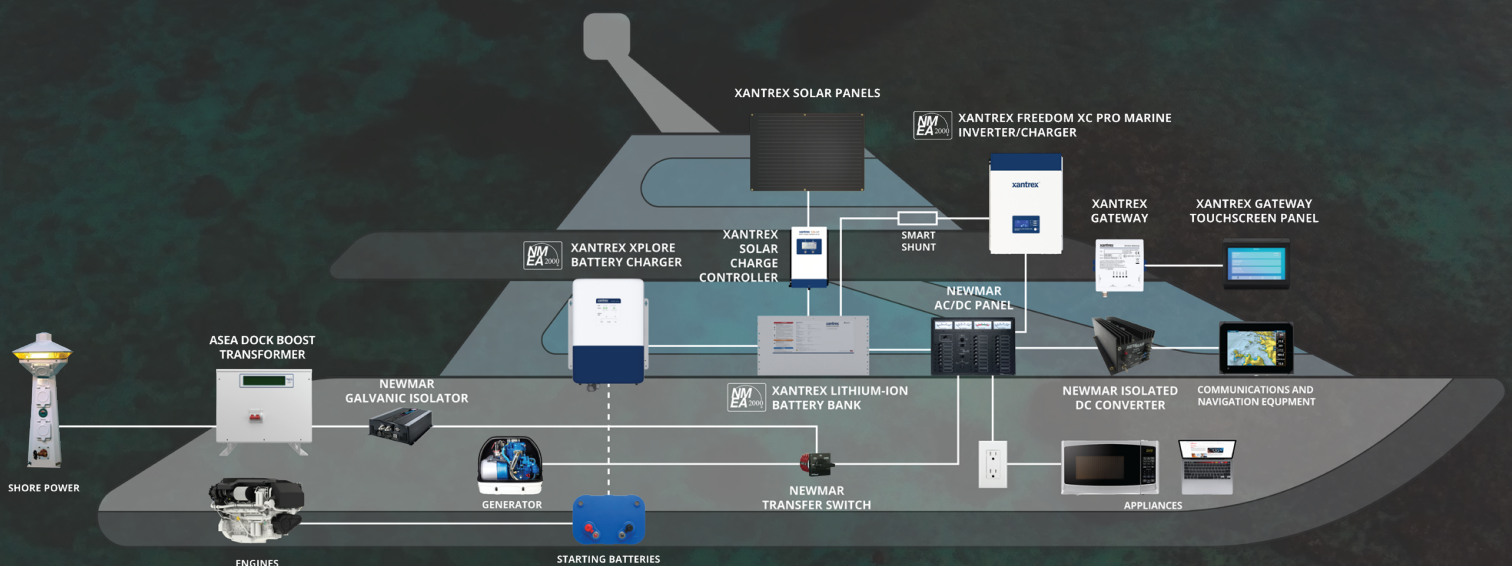 XANTREX SOLAR PANELS
NMEA 2000
XANTREX FREEDOM XC PRO MARINE
INVERTER/CHARGER
xantrex
XANTREX
GATEWAY
XANTREX GATEWAY
TOUCHSCREEN PANEL
SMART
SHUNT
XANTREX
SOLAR
CHARGE
CONTROLLER
NMEA 2000
XANTREX XPLORE
BATTERY CHARGER
NEWMAR
AC/DC PANEL
ASEA DOCK BOOST
TRANSFORMER
NEWMAR
GALVANIC ISOLATOR
NMEA 2000
XANTREX LITHIUM-ION
BATTERY BANK
NEWMAR ISOLATED
DC CONVERTER
COMMUNICATIONS AND
NAVIGATION EQUPMENT
SHORE POWER
GENERATOR
NEWMAR
TRANSFER SWITCH
APPLIANCES
ENGINES
STARTING BATTERIES